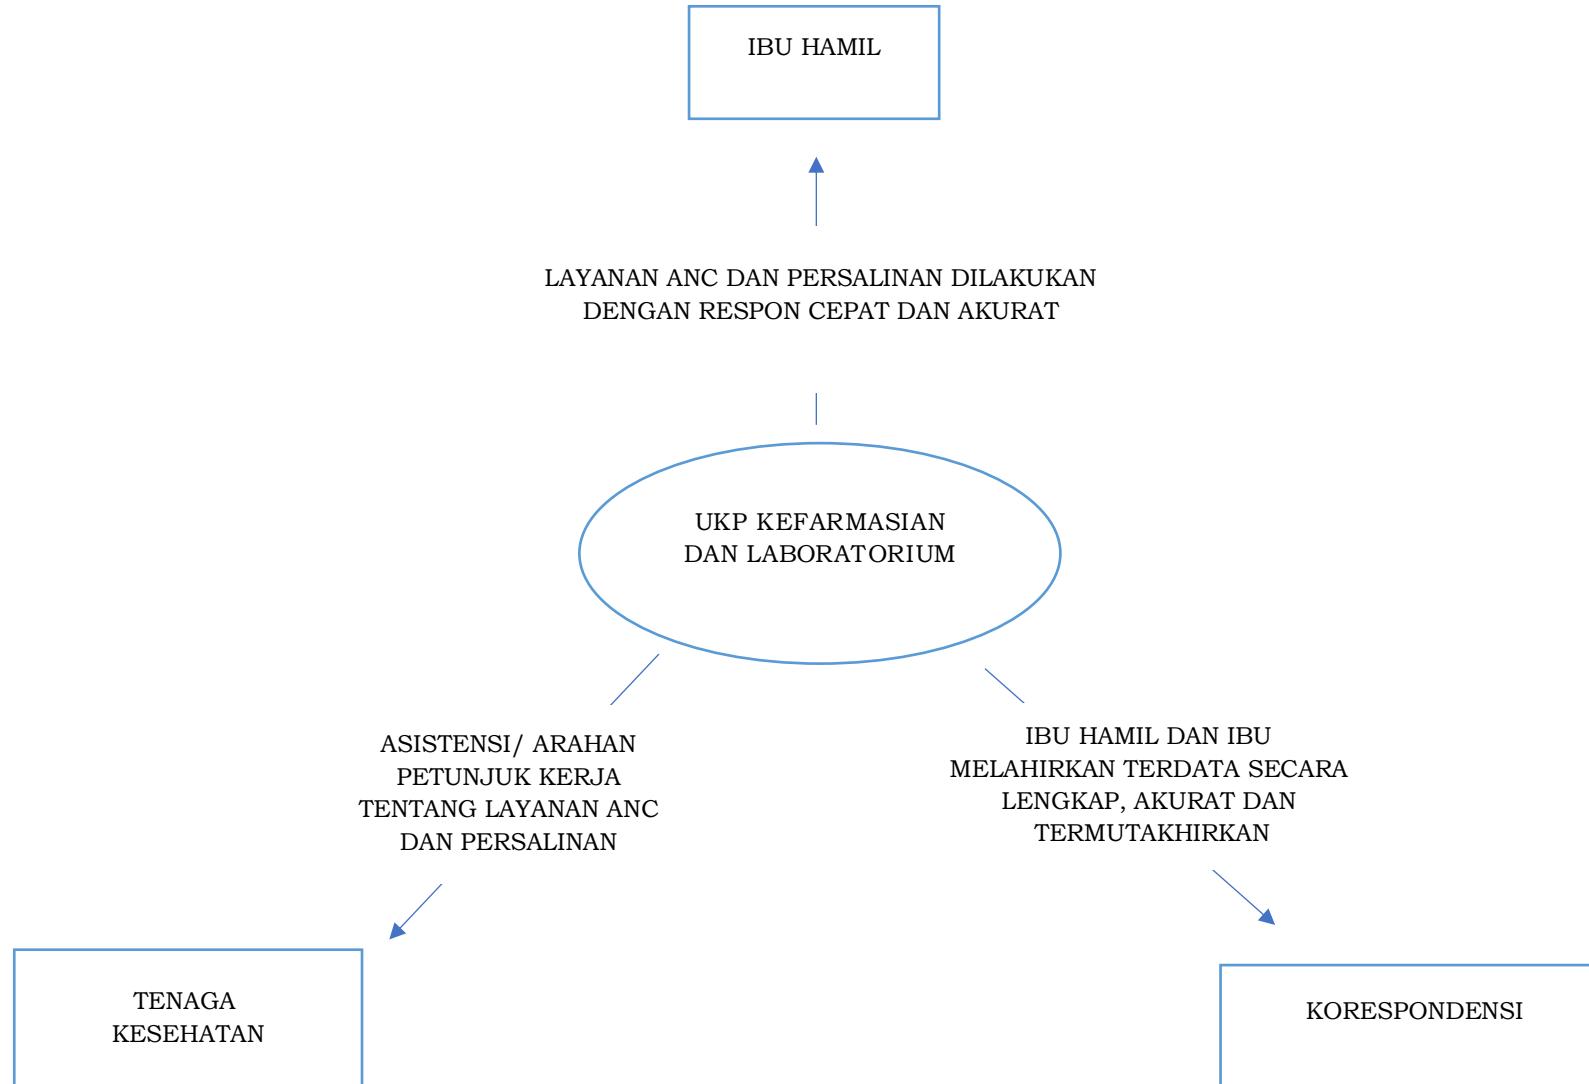 IBU HAMIL
LAYANAN ANC DAN PERSALINAN DILAKUKAN
DENGAN RESPON CEPAT DAN AKURAT
UKP KEFARMASIAN
DAN LABORATORIUM
ASISTENSI/ ARAHAN
PETUNJUK KERJA
TENTANG LAYANAN ANC
DAN PERSALINAN
IBU HAMIL DAN IBU
MELAHIRKAN TERDATA SECARA
LENGKAP, AKURAT DAN
TERMUTAKHIRKAN
TENAGA
KESEHATAN
KORESPONDENSI